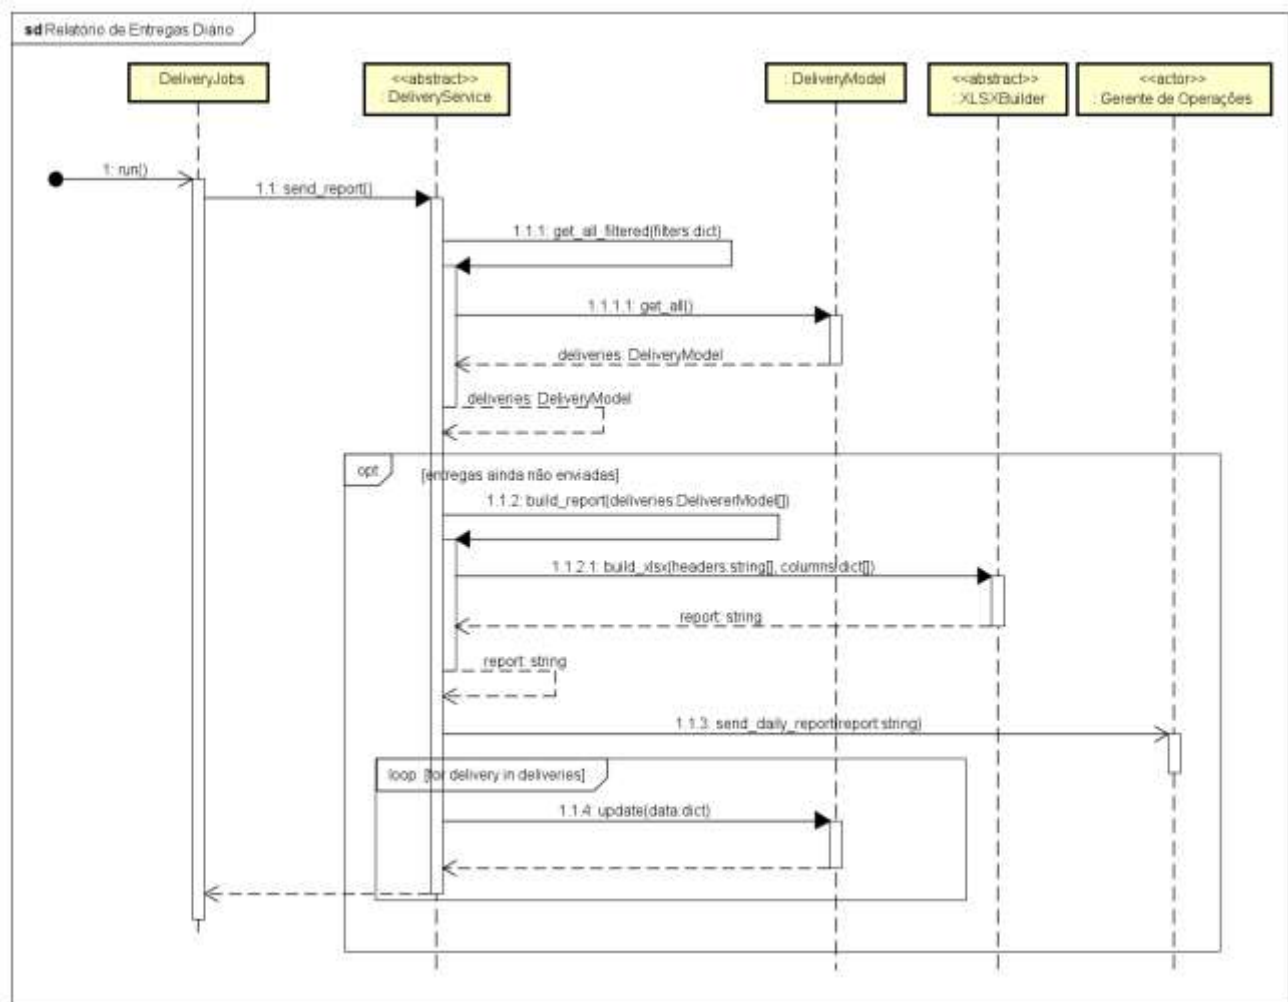 sd Relatório de Entregas Diário
DeliveryJobs
<<abstract>>
: DeliveryService
: DeliveryModel
<<abstract>>
: XLSXBuilder
<<actor>>
: Gerente de Operações
1: run()
1.1: send_report()
1.1.1: get_all_filtered(filters:dict)
1.1.1.1: get_all()
deliveries: DeliveryModel
deliveries: DeliveryModel
opt
[entregas ainda não enviadas]
1.1.2: build_report(deliveries:DelivererModel[])
1.1.2.1: build_xlsx(headers:string[], columns:dict[])
report: string
report: string
1.1.3: send_daily_report(report:string)
loop [for delivery in deliveries]
1.1.4: update(data:dict)